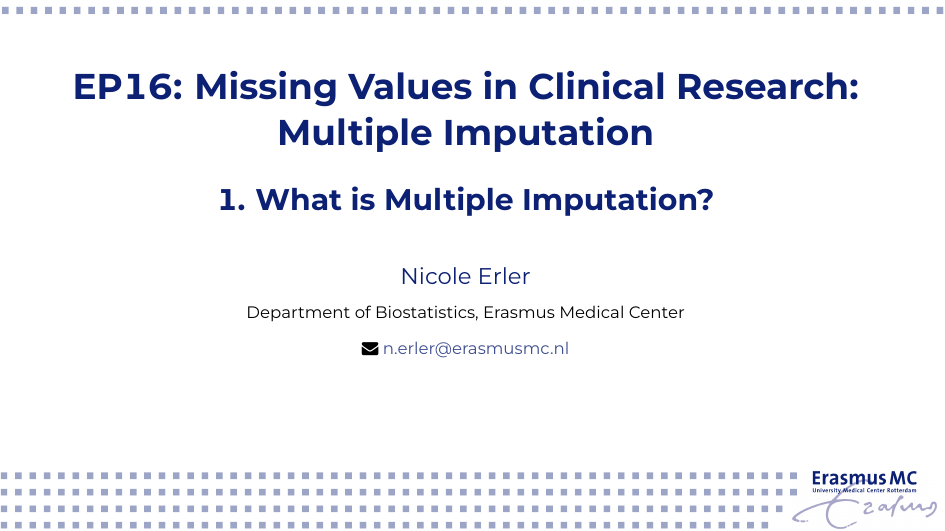 EP16: Missing Values in Clinical Research:
Multiple Imputation
1. What is Multiple Imputation?
Nicole Erler
Department of Biostatistics, Erasmus Medical Center
n.erler@erasmusmc.nl
Erasmus MC
University Medical Center Rotterdam
Erasmus